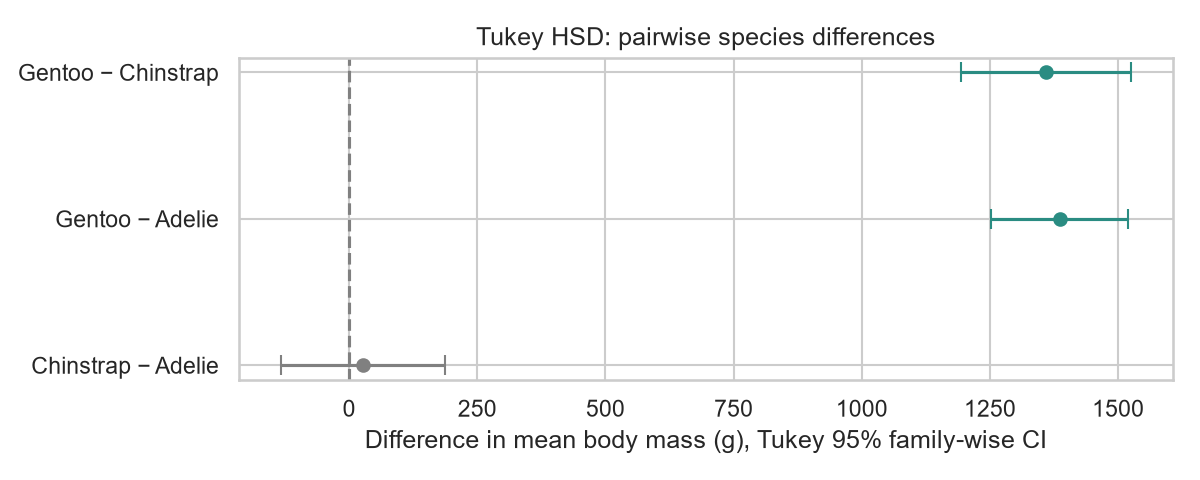 Tukey HSD: pairwise species differences
Gentoo − Chinstrap
Gentoo − Adelie
Chinstrap − Adelie
0 250 500 750 1000 1250 1500
Difference in mean body mass (g), Tukey 95% family-wise CI